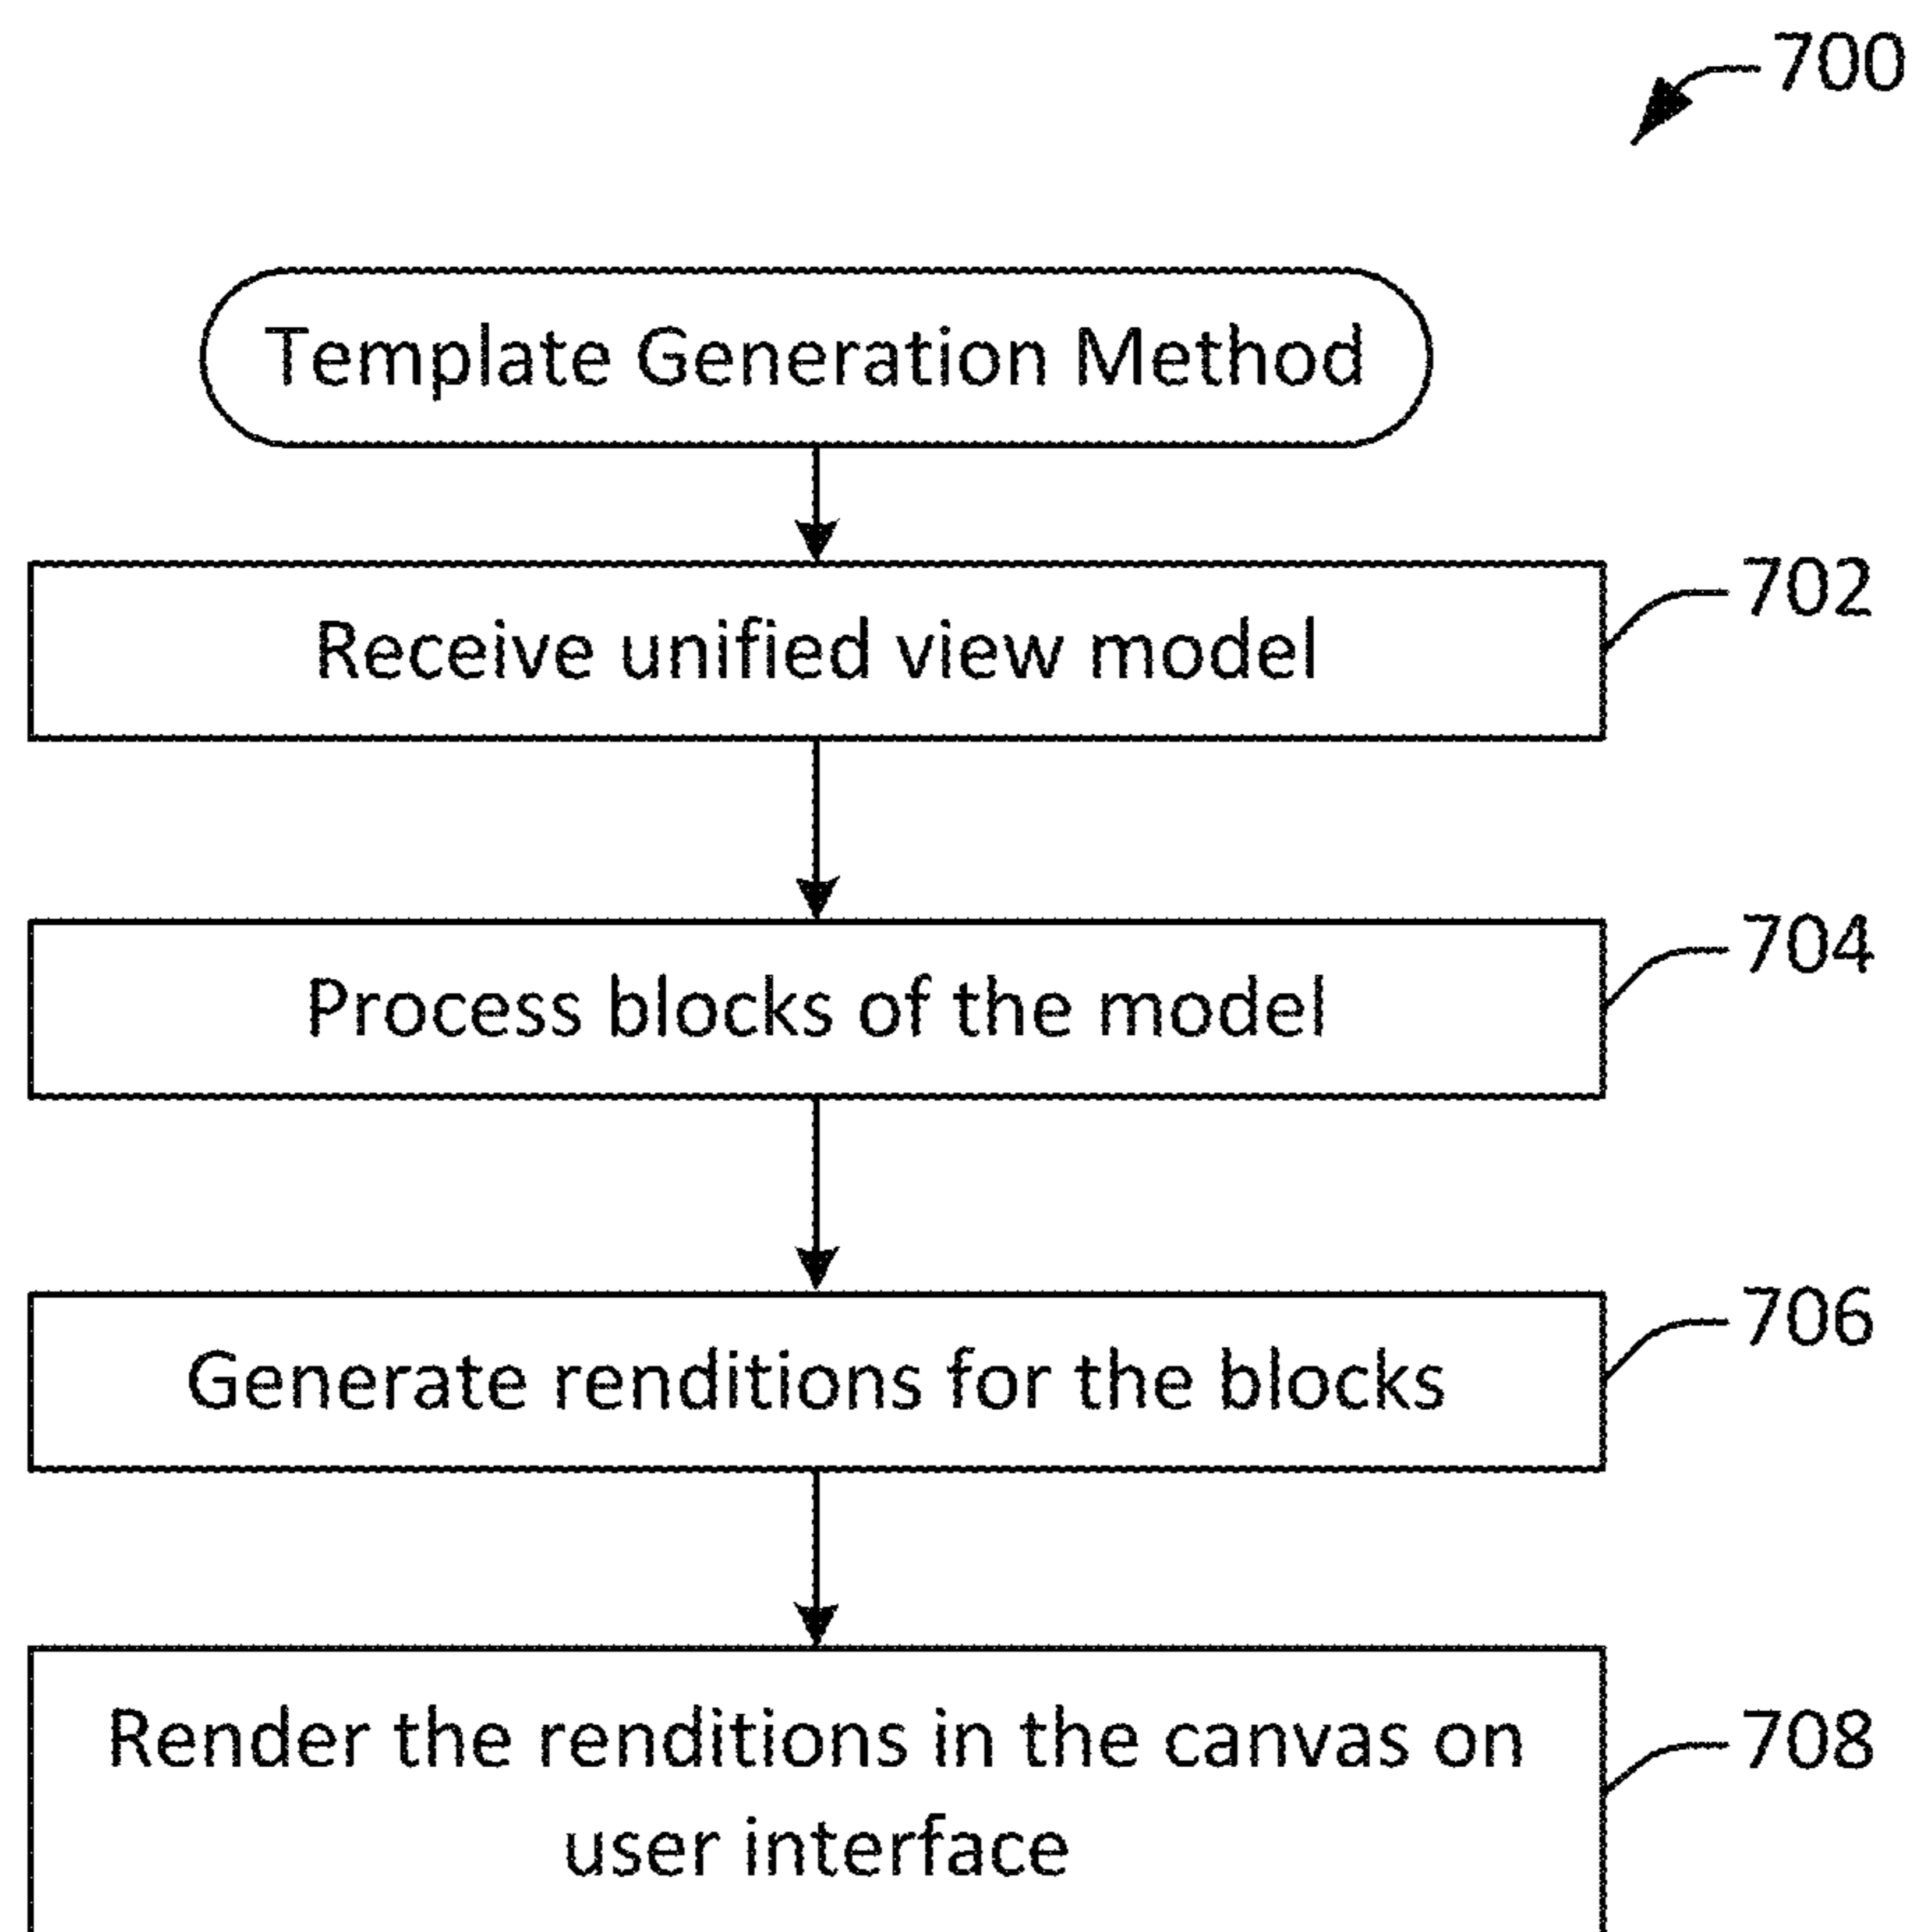 700
Template Generation Method
Receive unified view model
702
Process blocks of the model
704
Generate renditions for the blocks
706
Render the renditions in the canvas on
user interface
708